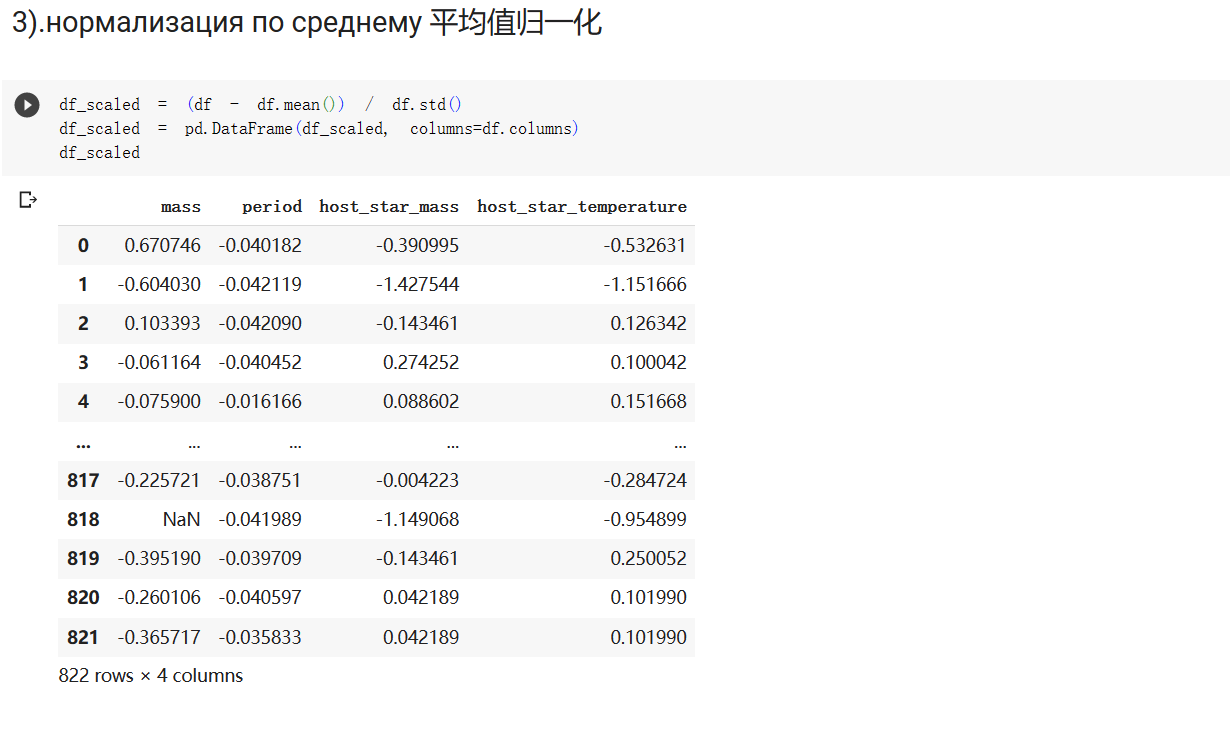 3).нормализация по среднему 平均值归一化
df_scaled = (df - df.mean()) / df.std()
df_scaled = pd.DataFrame(df_scaled, columns=df.columns)
df_scaled
mass period host_star_mass host_star_temperature
0 0.670746 -0.040182 -0.390995 -0.532631
1 -0.604030 -0.042119 -1.427544 -1.151666
2 0.103393 -0.042090 -0.143461 0.126342
3 -0.061164 -0.040452 0.274252 0.100042
4 -0.075900 -0.016166 0.088602 0.151668
... ... ... ... ...
817 -0.225721 -0.038751 -0.004223 -0.284724
818 NaN -0.041989 -1.149068 -0.954899
819 -0.395190 -0.039709 -0.143461 0.250052
820 -0.260106 -0.040597 0.042189 0.101990
821 -0.365717 -0.035833 0.042189 0.101990
822 rows × 4 columns